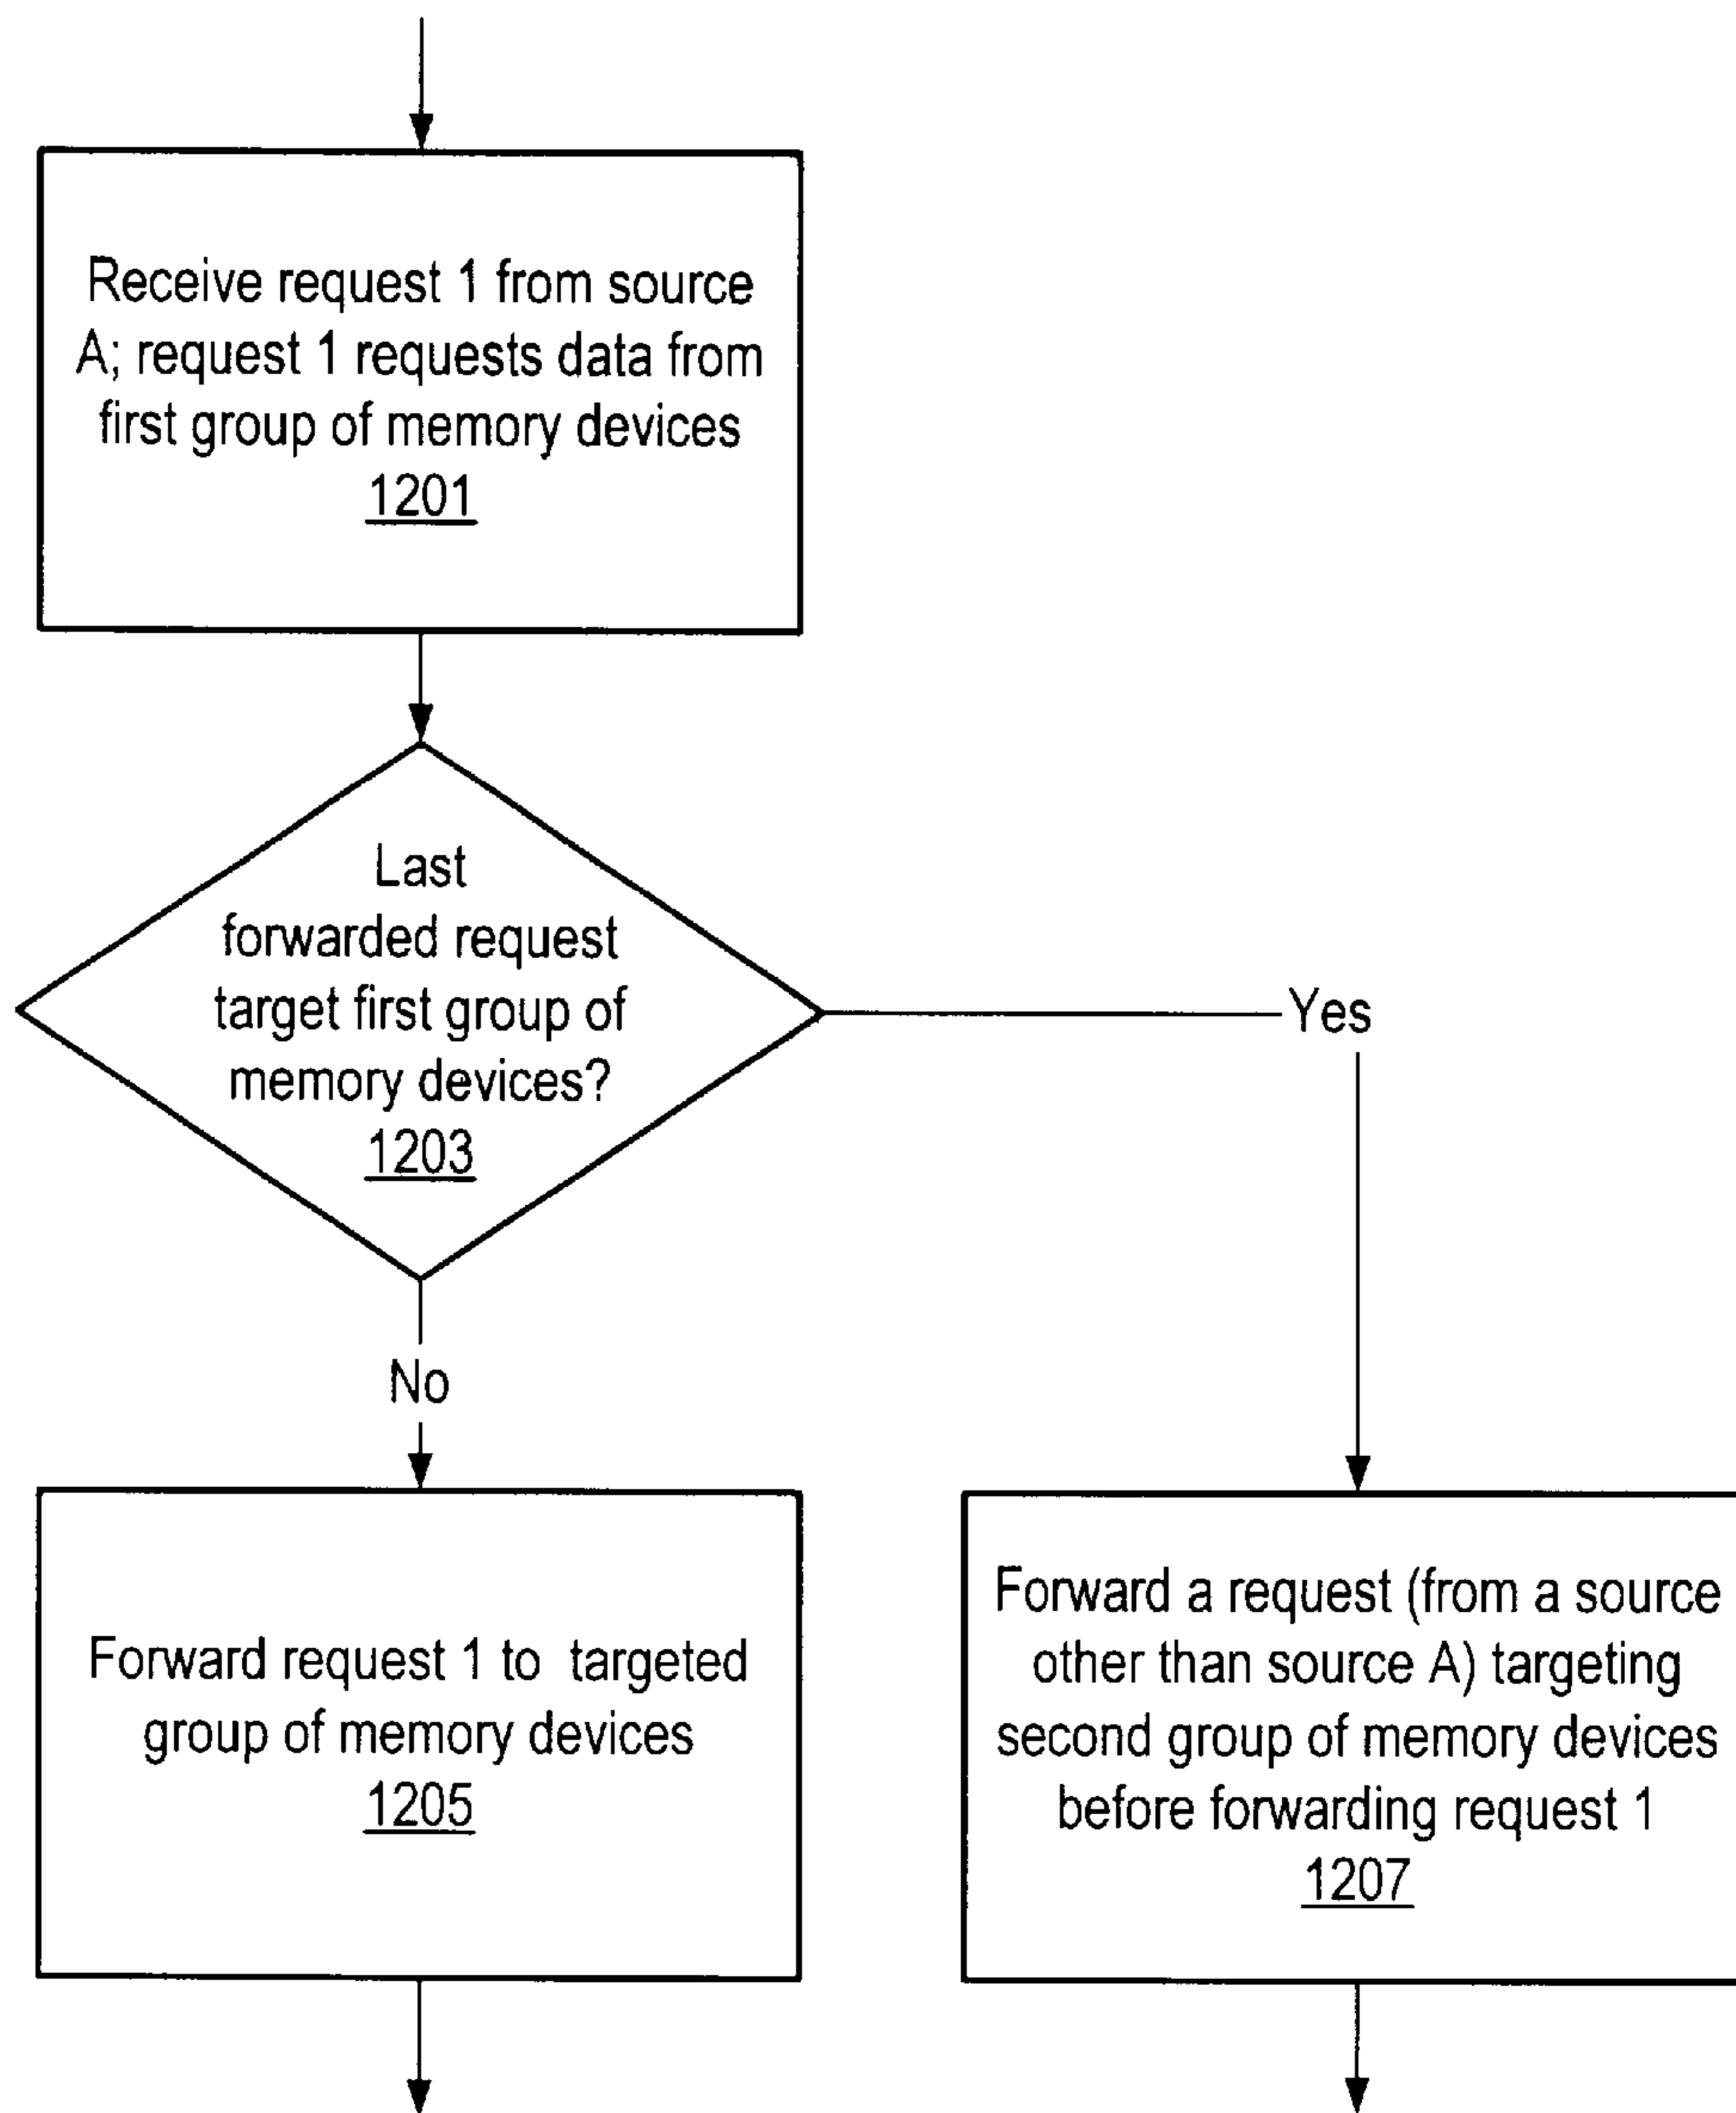 Receive request 1 from source
A; request 1 requests data from
first group of memory devices
1201
Last
forwarded request
target first group of
memory devices?
1203
Yes
No
Forward request 1 to targeted
group of memory devices
1205
Forward a request (from a source
other than source A) targeting
second group of memory devices
before forwarding request 1
1207